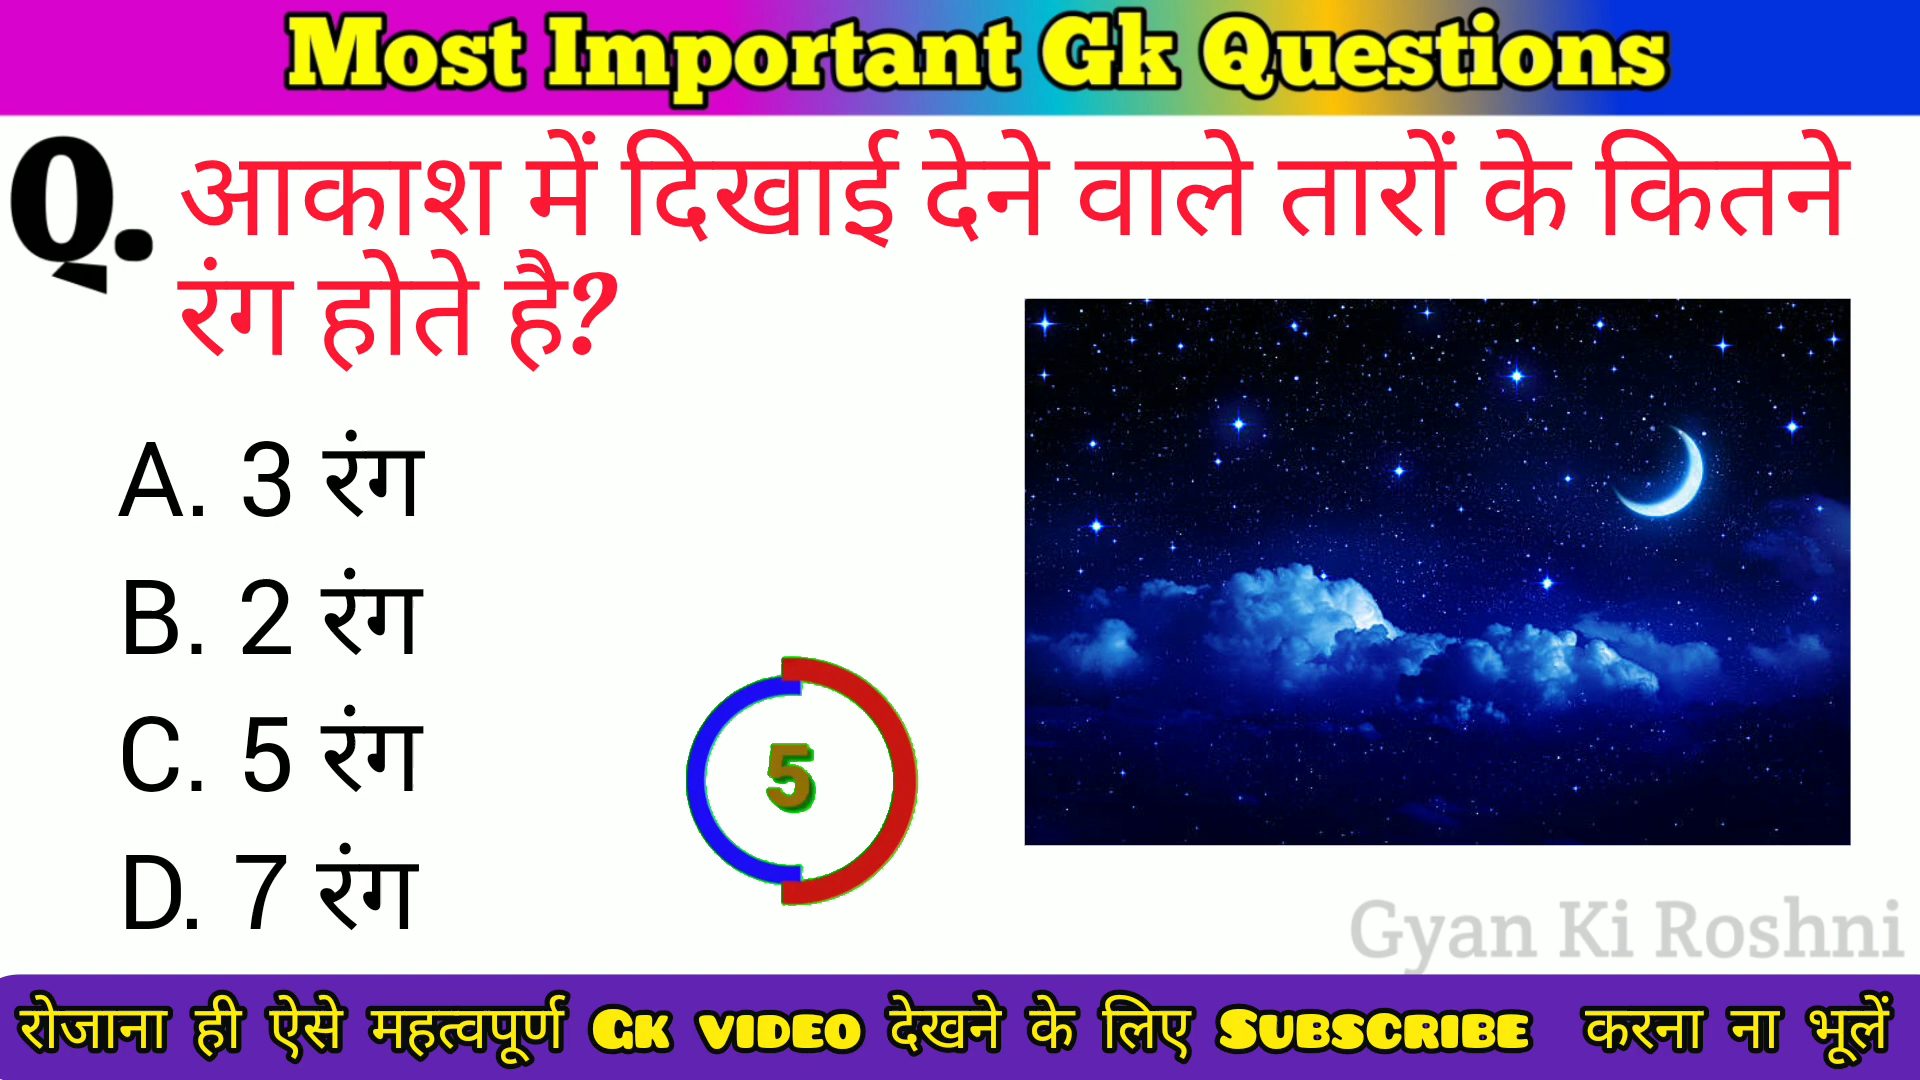 Most Important Gk Questions
Q. आकाश में दिखाई देने वाले तारों के कितने
रंग होते है?
A. 3 रंग
B. 2 रंग
C. 5 रंग
D. 7 रंग
5
Gyan Ki Roshni
रोजाना ही ऐसे महत्वपूर्ण GK VIDEO देखने के लिए SUBSCRIBE करना ना भूलें